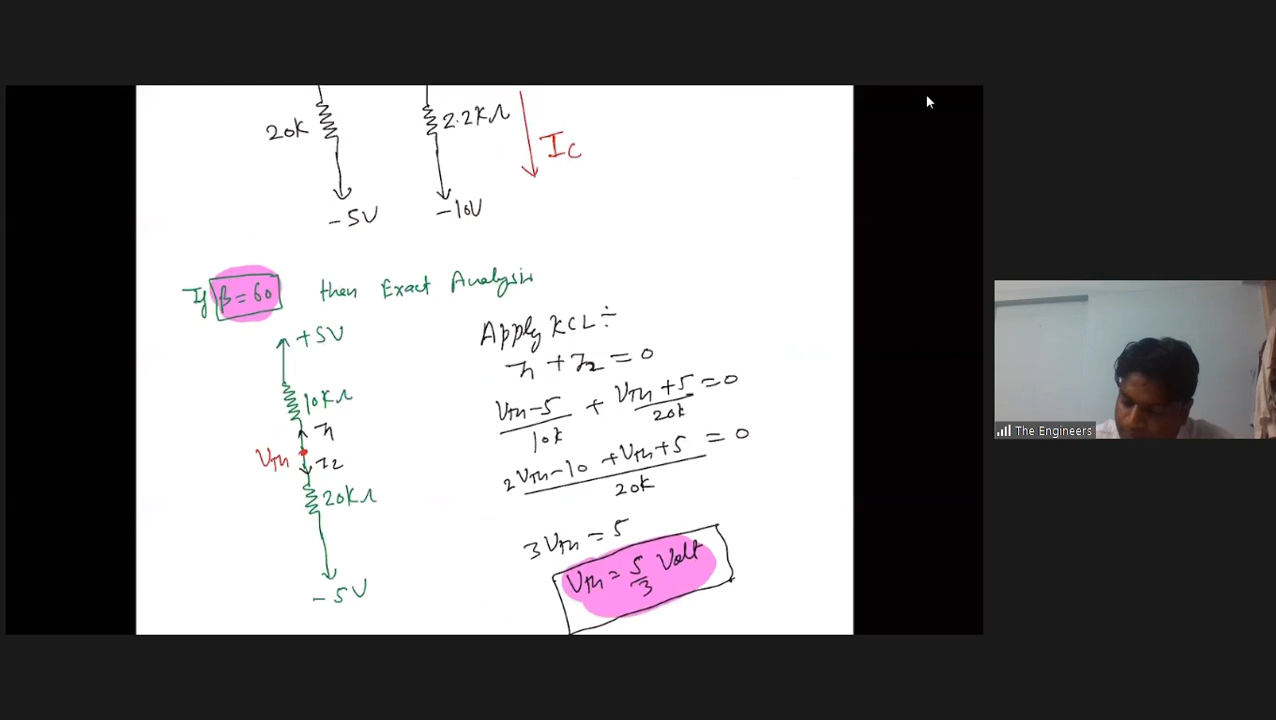 20K
2.2KΩ
IC
-5V
-10V
If β = 60 then Exact Analysis
+5V
10KΩ
I1
VTh
I2
20KΩ
-5V
Apply KCL ÷
I1 + I2 = 0
VTh-5/10K + VTh+5/20K = 0
2VTh-10 + VTh+5/20K = 0
3VTh = 5
VTh = 5/3 Volt
The Engineers